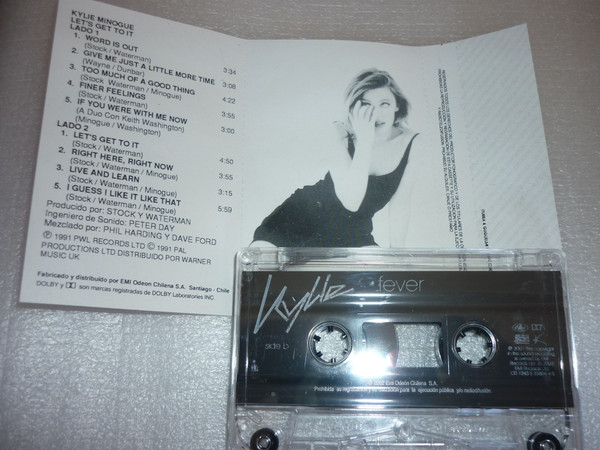 KYLIE MINOGUE
LET'S GET TO IT
LADO 1
1. WORD IS OUT 3:34
(Stock / Waterman)
2. GIVE ME JUST A LITTLE MORE TIME 3:08
(Wayne / Dunbar)
3. TOO MUCH OF A GOOD THING 4:22
(Stock Waterman / Minogue)
4. FINER FEELINGS 3:55
(Stock / Waterman)
5. IF YOU WERE WITH ME NOW 3:00
(A Duo Con Keith Washington)
(Minogue / Washington)
LADO 2
1. LET'S GET TO IT 4:50
(Stock / Waterman)
2. RIGHT HERE, RIGHT NOW 3:55
(Stock / Waterman / Minogue)
3. LIVE AND LEARN 3:15
(Stock / Waterman / Minogue)
5. I GUESS I LIKE IT LIKE THAT 5:59
(Stock / Waterman / Minogue)
Producido por: STOCK Y WATERMAN
Ingeniero de Sonido: PETER DAY
Mezclado por: PHIL HARDING Y DAVE FORD
Ⓟ 1991 PWL RECORDS LTD © 1991 PAL
PRODUCTIONS LTD DISTRIBUIDO POR WARNER
MUSIC UK
Fabricado y distribuido por EMI Odeon Chilena S.A. Santiago - Chile
DOLBY y son marcas registradas de DOLBY Laboratories INC.
Kylie fever
side b
EMI Odeón Chilena S.A.
para la ejecución pública y/o radiodifusión.